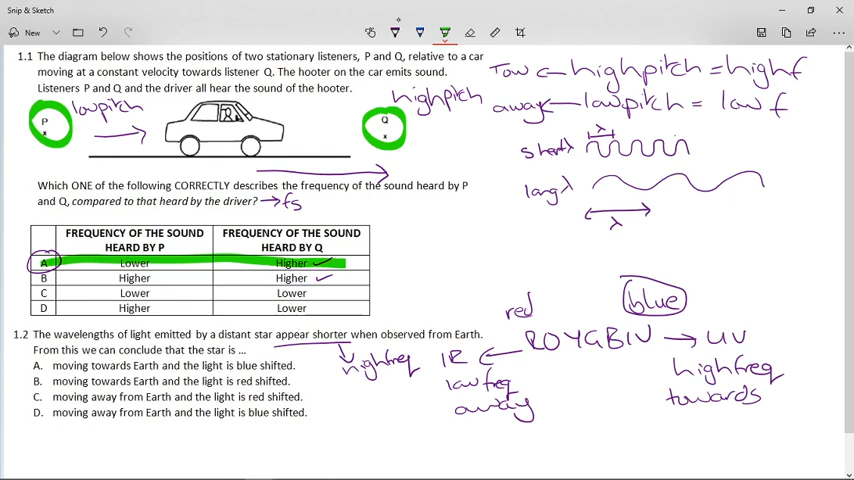 Snip & Sketch
New
1.1 The diagram below shows the positions of two stationary listeners, P and Q, relative to a car
moving at a constant velocity towards listener Q. The hooter on the car emits sound.
Listeners P and Q and the driver all hear the sound of the hooter.
P
low pitch
high pitch
Q
Tow high pitch = high f
away low pitch = low f
short λ
λ
long λ
λ
Which ONE of the following CORRECTLY describes the frequency of the sound heard by P
and Q, compared to that heard by the driver? → fs
FREQUENCY OF THE SOUND HEARD BY P
FREQUENCY OF THE SOUND HEARD BY Q
A Lower Higher
B Higher Higher
C Lower Lower
D Higher Lower
1.2 The wavelengths of light emitted by a distant star appear shorter when observed from Earth.
From this we can conclude that the star is ...
A. moving towards Earth and the light is blue shifted.
B. moving towards Earth and the light is red shifted.
C. moving away from Earth and the light is red shifted.
D. moving away from Earth and the light is blue shifted.
high freq
red
blue
IR ← ROYGBIV → UV
low freq
away
high freq
towards